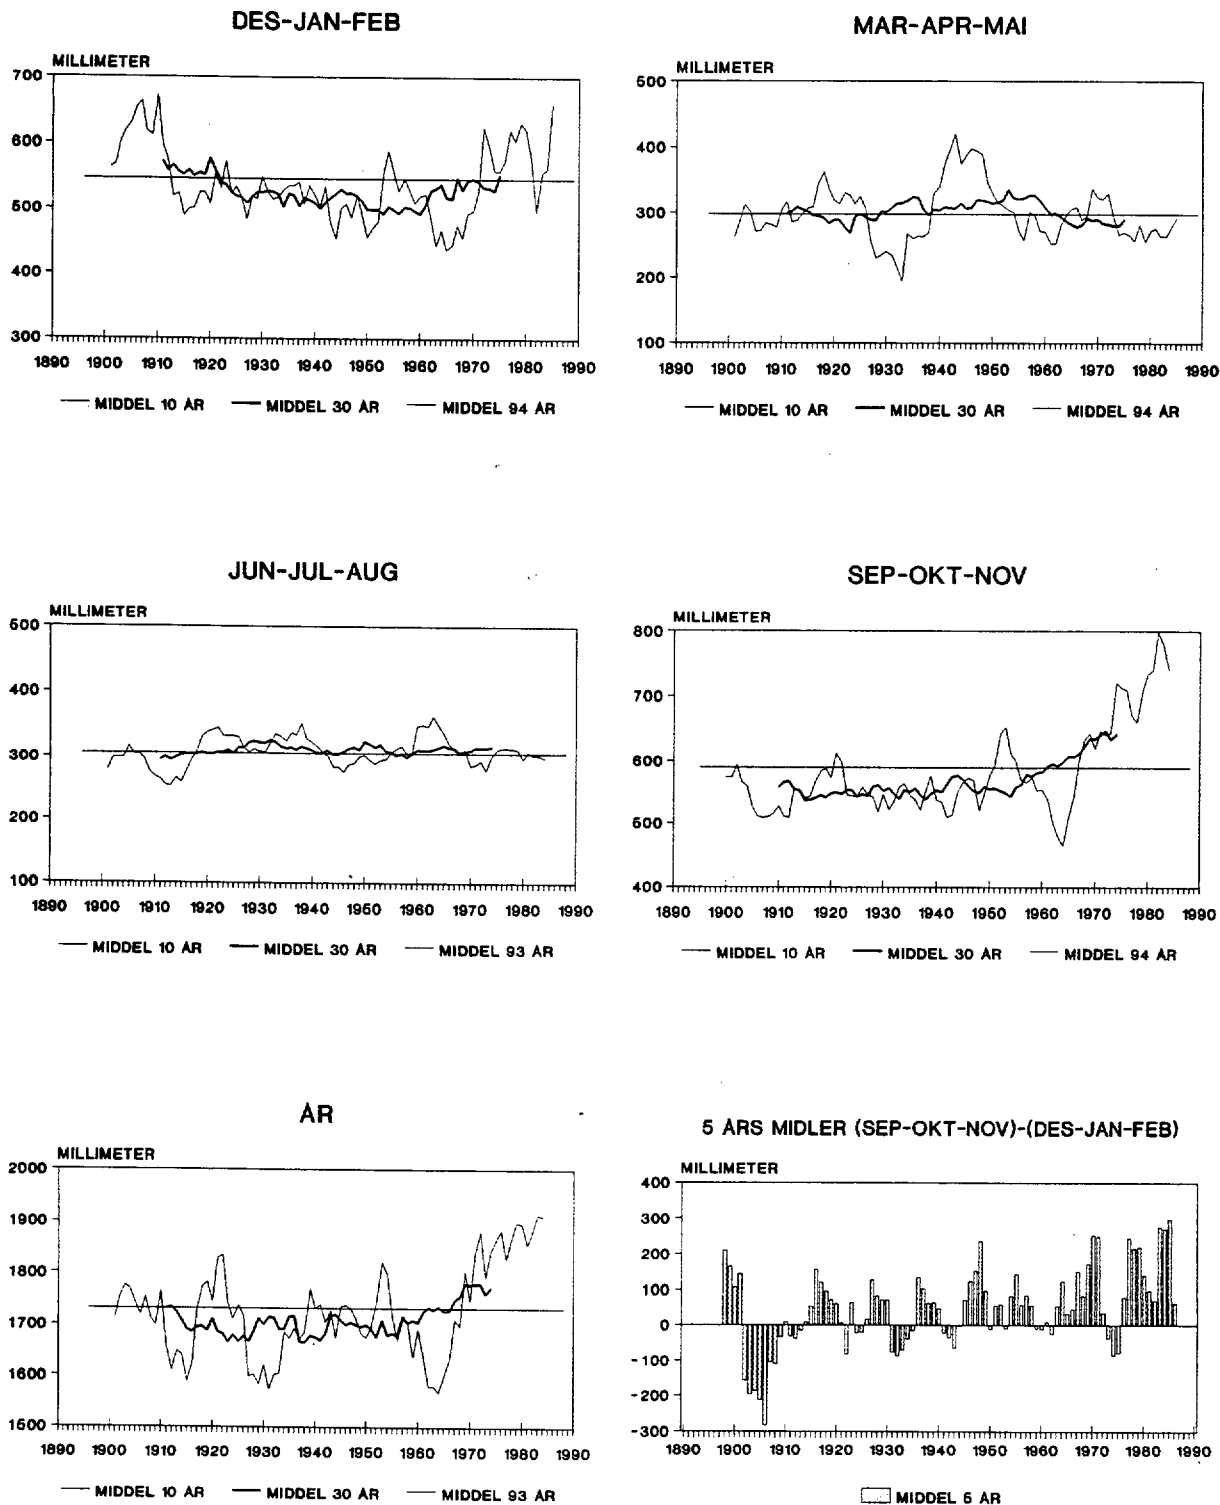 DES-JAN-FEB
MILLIMETER
700
600
500
400
300
1890 1900 1910 1920 1930 1940 1950 1960 1970 1980 1990
MIDDEL 10 ÅR MIDDEL 30 ÅR MIDDEL 94 ÅR
MAR-APR-MAI
MILLIMETER
500
400
300
200
100
1890 1900 1910 1920 1930 1940 1950 1960 1970 1980 1990
MIDDEL 10 ÅR MIDDEL 30 ÅR MIDDEL 94 ÅR
JUN-JUL-AUG
MILLIMETER
500
400
300
200
100
1890 1900 1910 1920 1930 1940 1950 1960 1970 1980 1990
MIDDEL 10 ÅR MIDDEL 30 ÅR MIDDEL 93 ÅR
SEP-OKT-NOV
MILLIMETER
800
700
600
500
400
1890 1900 1910 1920 1930 1940 1950 1960 1970 1980 1990
MIDDEL 10 ÅR MIDDEL 30 ÅR MIDDEL 94 ÅR
ÅR
MILLIMETER
2000
1900
1800
1700
1600
1500
1890 1900 1910 1920 1930 1940 1950 1960 1970 1980 1990
MIDDEL 10 ÅR MIDDEL 30 ÅR MIDDEL 93 ÅR
5 ÅRS MIDLER (SEP-OKT-NOV)-(DES-JAN-FEB)
MILLIMETER
400
300
200
100
0
-100
-200
-300
1890 1900 1910 1920 1930 1940 1950 1960 1970 1980 1990
MIDDEL 5 ÅR